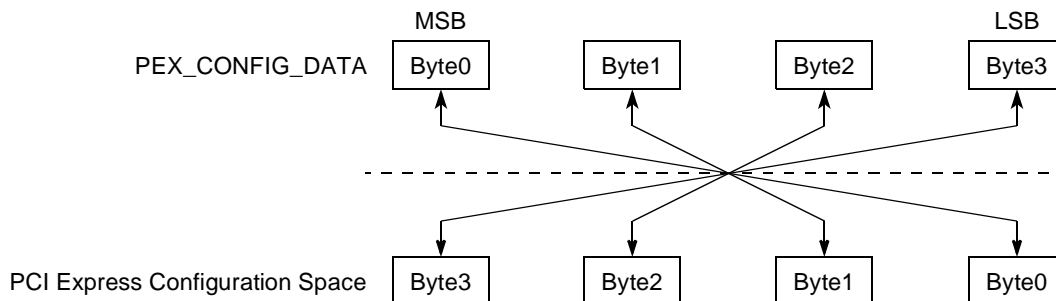 MSB LSB
PEX_CONFIG_DATA Byte0 Byte1 Byte2 Byte3
PCI Express Configuration Space Byte3 Byte2 Byte1 Byte0